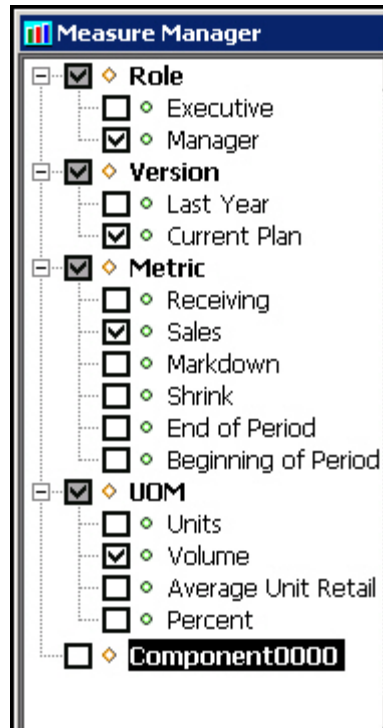 Measure Manager
Role
Executive
Manager
Version
Last Year
Current Plan
Metric
Receiving
Sales
Markdown
Shrink
End of Period
Beginning of Period
UOM
Units
Volume
Average Unit Retail
Percent
Component0000